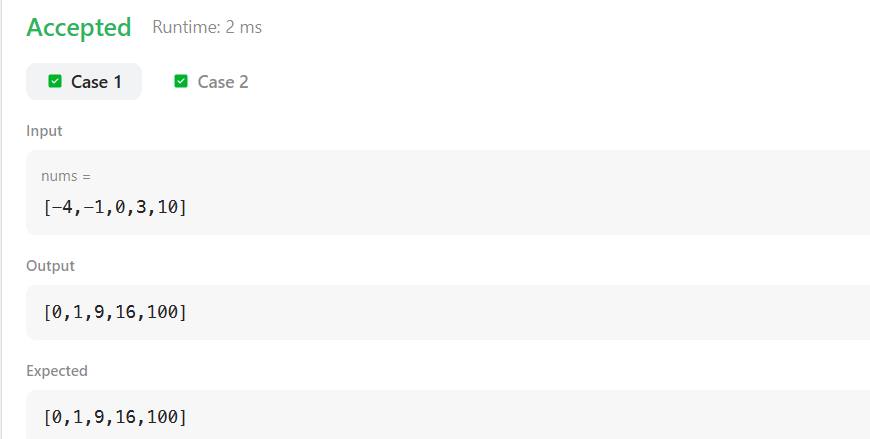 Accepted Runtime: 2 ms
Case 1 Case 2
Input
nums =
[-4,-1,0,3,10]
Output
[0,1,9,16,100]
Expected
[0,1,9,16,100]